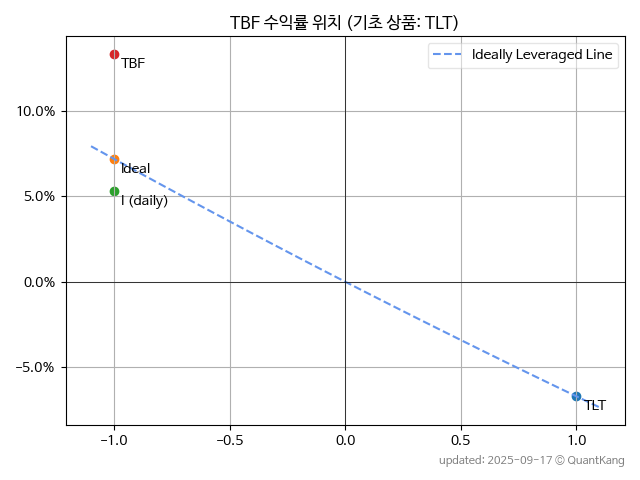 TBF 수익률 위치 (기초 상품: TLT)
Ideally Leveraged Line
TBF
10.0%
Ideal
5.0%
I (daily)
0.0%
−5.0%
TLT
−1.0 −0.5 0.0 0.5 1.0
updated: 2025-09-17 © QuantKang